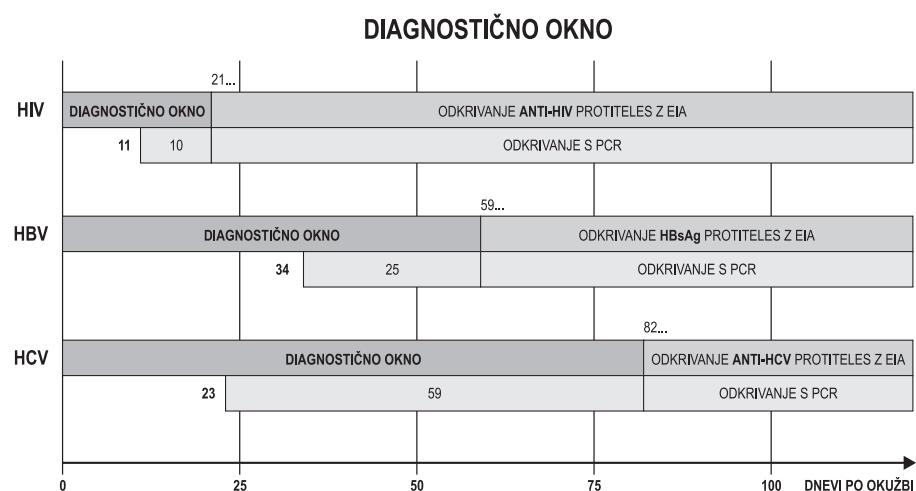 DIAGNOSTIČNO OKNO
21...
HIV
DIAGNOSTIČNO OKNO
ODKRIVANJE ANTI-HIV PROTITELES Z EIA
11
10
ODKRIVANJE S PCR
59...
HBV
DIAGNOSTIČNO OKNO
ODKRIVANJE HBsAg PROTITELES Z EIA
34
25
ODKRIVANJE S PCR
82...
HCV
DIAGNOSTIČNO OKNO
ODKRIVANJE ANTI-HCV PROTITELES Z EIA
23
59
ODKRIVANJE S PCR
0
25
50
75
100
DNEVI PO OKUŽBI